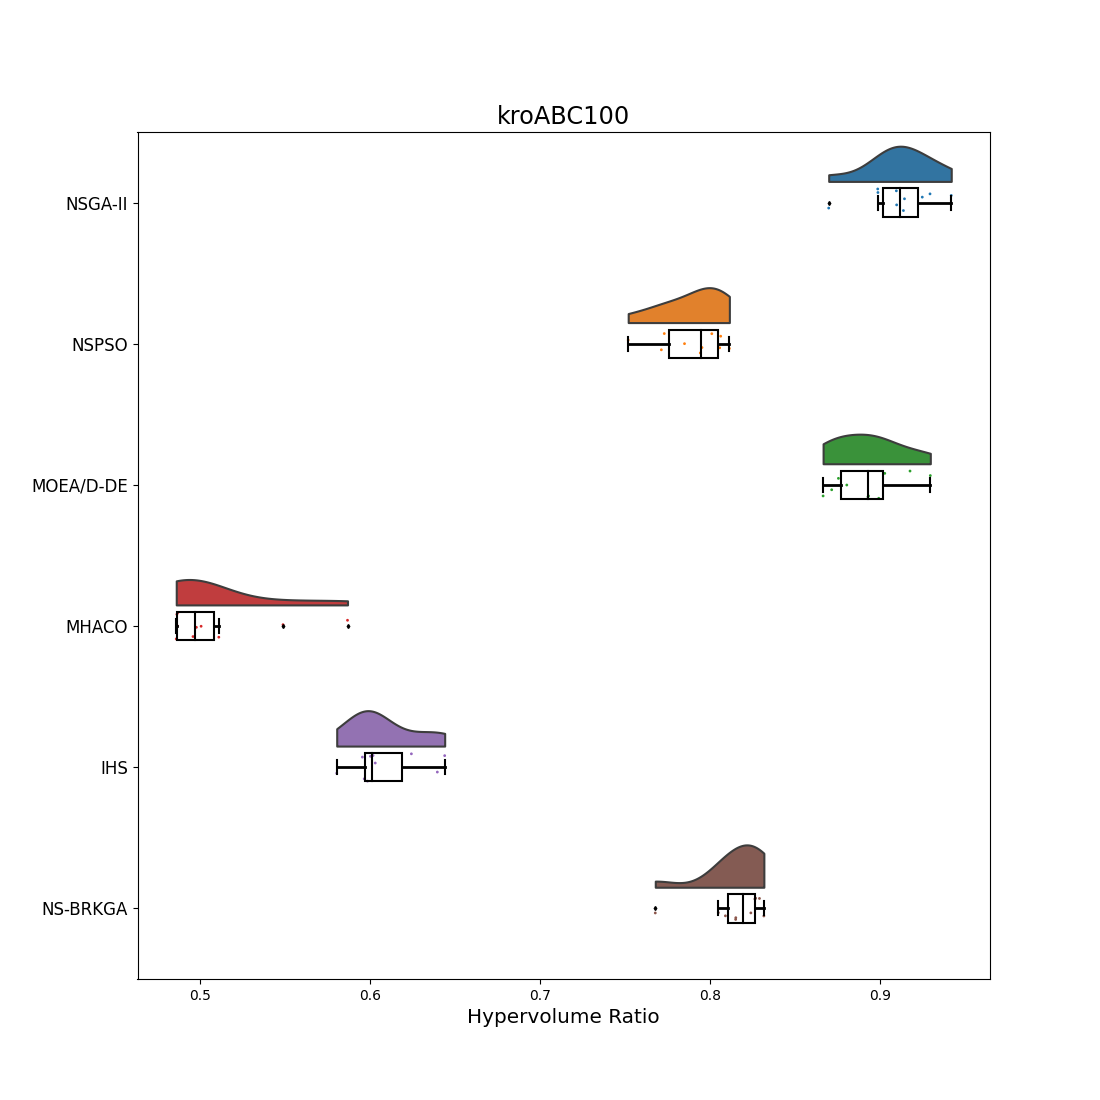 kroABC100
NSGA-II
NSPSO
MOEA/D-DE
MHACO
IHS
NS-BRKGA
0.5 0.6 0.7 0.8 0.9
Hypervolume Ratio